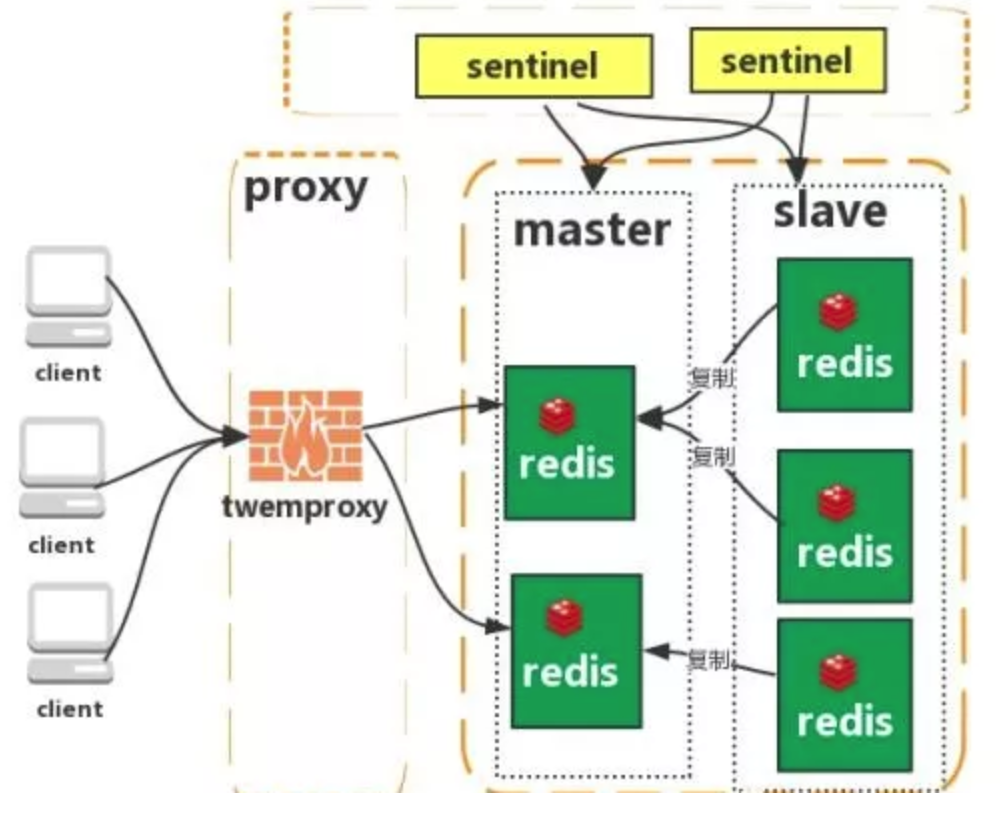 sentinel
sentinel
proxy
master
slave
client
client
client
twemproxy
redis
redis
复制
复制
复制
redis
redis
redis